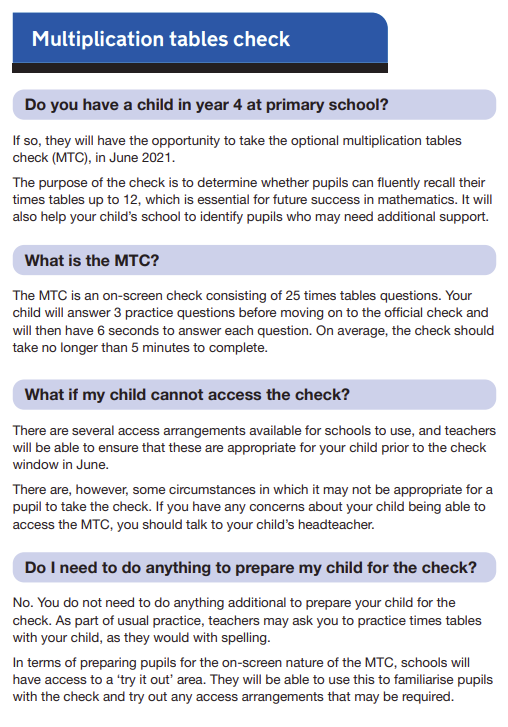 Multiplication tables check
Do you have a child in year 4 at primary school?
If so, they will have the opportunity to take the optional multiplication tables
check (MTC), in June 2021.
The purpose of the check is to determine whether pupils can fluently recall their
times tables up to 12, which is essential for future success in mathematics. It will
also help your child's school to identify pupils who may need additional support.
What is the MTC?
The MTC is an on-screen check consisting of 25 times tables questions. Your
child will answer 3 practice questions before moving on to the official check and
will then have 6 seconds to answer each question. On average, the check should
take no longer than 5 minutes to complete.
What if my child cannot access the check?
There are several access arrangements available for schools to use, and teachers
will be able to ensure that these are appropriate for your child prior to the check
window in June.
There are, however, some circumstances in which it may not be appropriate for a
pupil to take the check. If you have any concerns about your child being able to
access the MTC, you should talk to your child's headteacher.
Do I need to do anything to prepare my child for the check?
No. You do not need to do anything additional to prepare your child for the
check. As part of usual practice, teachers may ask you to practice times tables
with your child, as they would with spelling.
In terms of preparing pupils for the on-screen nature of the MTC, schools will
have access to a 'try it out' area. They will be able to use this to familiarise pupils
with the check and try out any access arrangements that may be required.